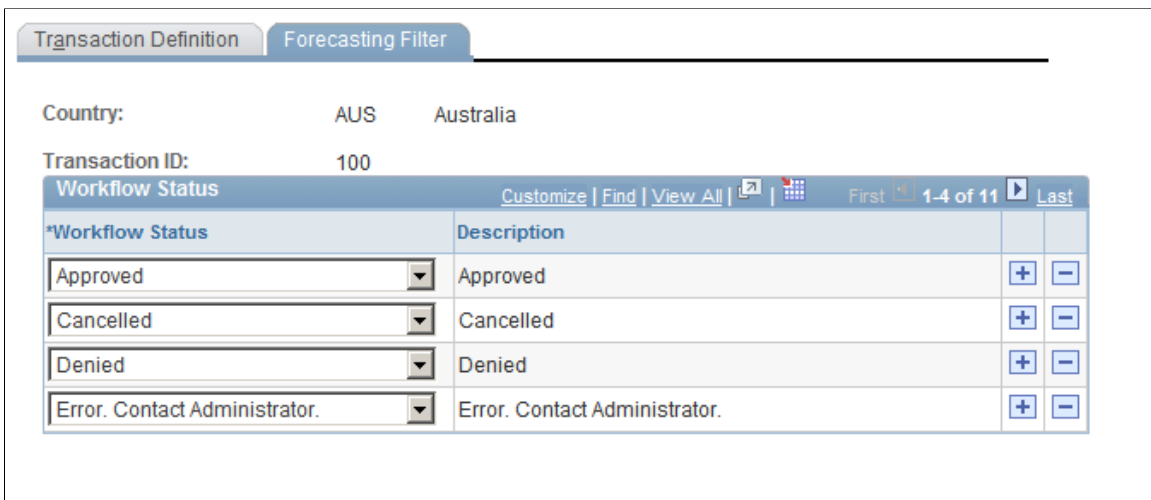 Transaction Definition Forecasting Filter
Country: AUS Australia
Transaction ID: 100
Workflow Status Customize | Find | View All | | First 1-4 of 11 Last
*Workflow Status Description
Approved Approved
Cancelled Cancelled
Denied Denied
Error. Contact Administrator. Error. Contact Administrator.